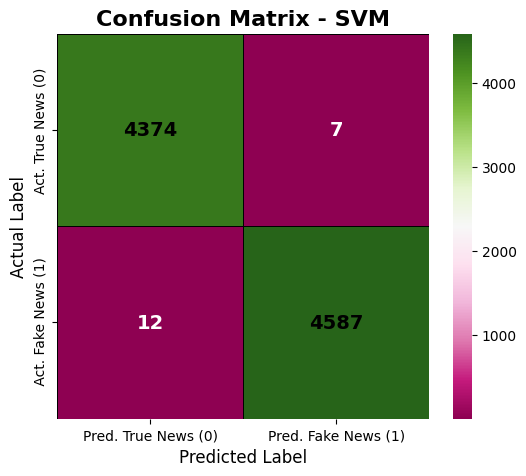 Confusion Matrix - SVM
Actual Label
Act. True News (0)
Act. Fake News (1)
4374
7
12
4587
Pred. True News (0)
Pred. Fake News (1)
Predicted Label
4000
3000
2000
1000